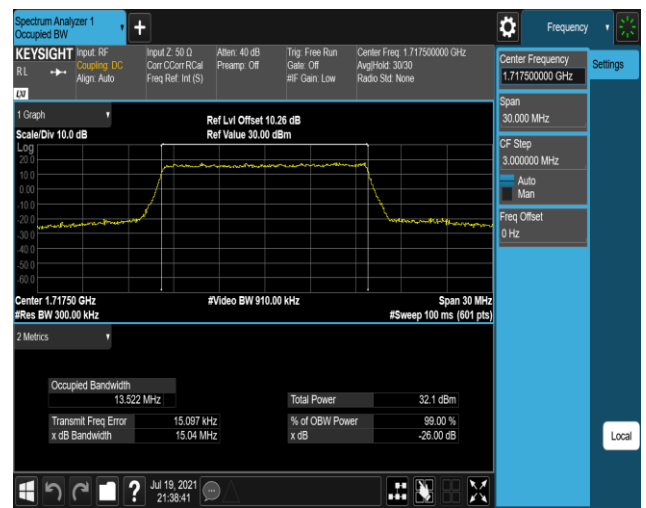 Spectrum Analyzer 1
Occupied BW
+
Frequency
KEYSIGHT
RL
LXI
Input: RF
Coupling: DC
Align: Auto
Input Z: 50 Ω
Corr CCorr RCal
Freq Ref: Int (S)
Atten: 40 dB
Preamp: Off
Trig: Free Run
Gate: Off
#IF Gain: Low
Center Freq: 1.717500000 GHz
Avg|Hold: 30/30
Radio Std: None
Center Frequency
1.717500000 GHz
Settings
Span
30.000 MHz
CF Step
3.000000 MHz
Auto
Man
Freq Offset
0 Hz
Local
1 Graph
Scale/Div 10.0 dB
Ref Lvl Offset 10.26 dB
Ref Value 30.00 dBm
Log
20.0
10.0
0.00
-10.0
-20.0
-30.0
-40.0
-50.0
-60.0
Center 1.71750 GHz
#Video BW 910.00 kHz
Span 30 MHz
#Res BW 300.00 kHz
#Sweep 100 ms (601 pts)
2 Metrics
Occupied Bandwidth
13.522 MHz
Total Power 32.1 dBm
Transmit Freq Error 15.097 kHz
% of OBW Power 99.00 %
x dB Bandwidth 15.04 MHz
x dB -26.00 dB
?
Jul 19, 2021
21:38:41